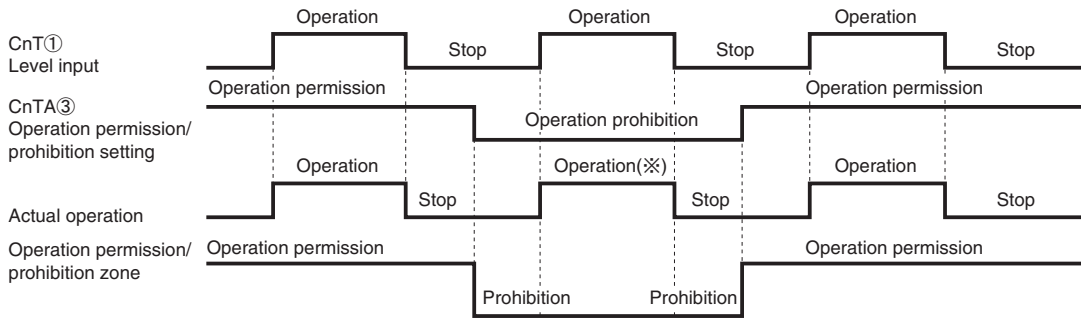 Operation Operation Operation
CnT① Stop Stop Stop
Level input
Operation permission Operation permission
CnTA③
Operation permission/ Operation prohibition
prohibition setting
Operation Operation(※) Operation
Stop Stop Stop
Actual operation
Operation permission/ Operation permission Operation permission
prohibition zone
Prohibition Prohibition